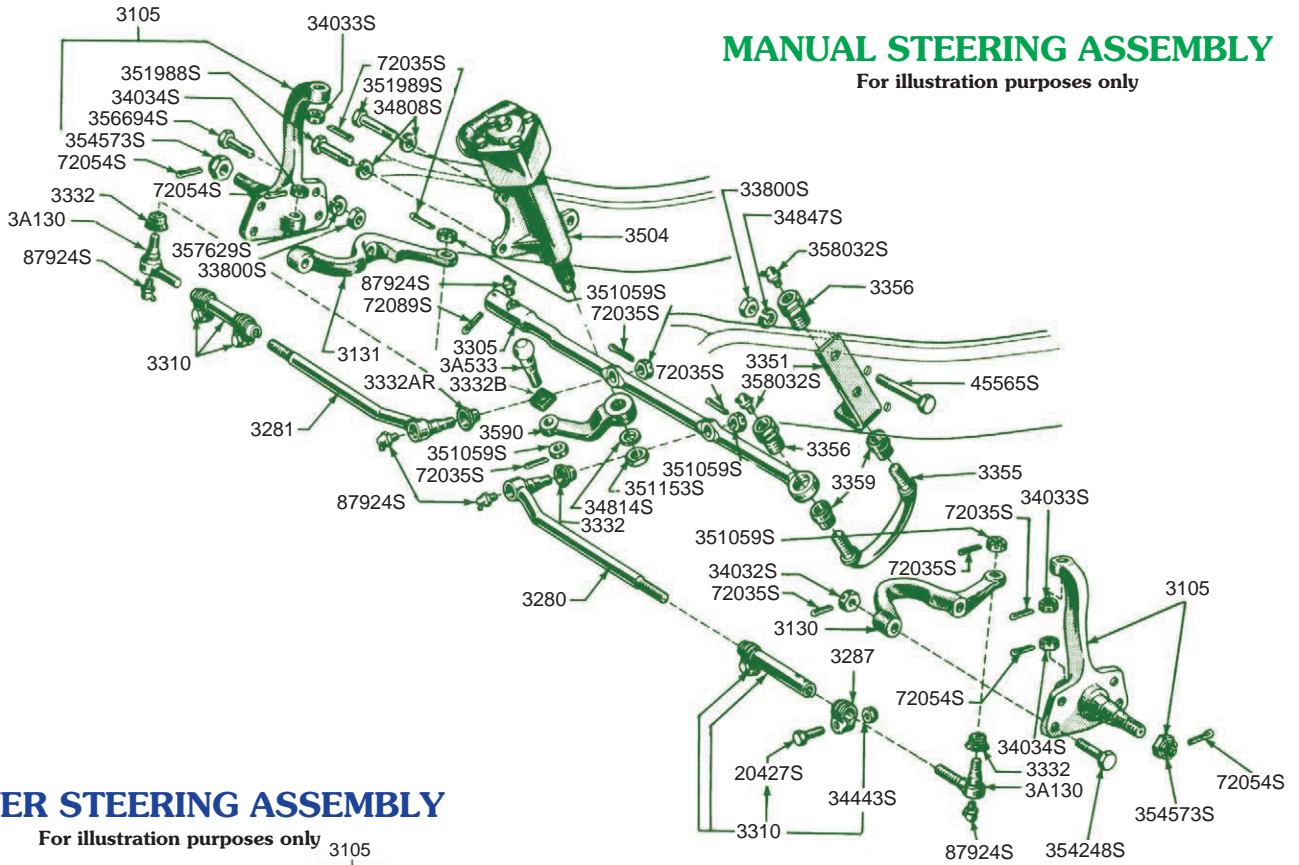 MANUAL STEERING ASSEMBLY
For illustration purposes only
3105
34033S
72035S
351988S
351989S
34034S
34808S
356694S
354573S
72054S
72054S
3332
3A130
87924S
357629S
33800S
3504
33800S
34847S
358032S
3356
87924S
72089S
351059S
72035S
3310
3131
3305
3A533
3332AR
3332B
72035S
358032S
3351
45565S
3281
3590
351059S
72035S
351059S
3356
3359
3355
87924S
351153S
34814S
3332
34033S
72035S
351059S
72035S
34032S
72035S
3280
3130
3105
3287
72054S
34034S
20427S
34443S
3332
3A130
72054S
354573S
3310
87924S
354248S
ER STEERING ASSEMBLY
For illustration purposes only
3105